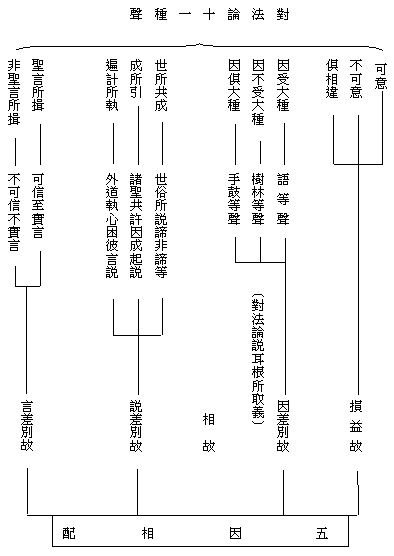 對法論十一種聲
可意
不可意
俱相違
因受大種
因不受大種
因俱大種
世所共成
成所引
遍計所執
聖言所揖
非聖言所揖
語等聲
樹林等聲
手鼓等聲
世俗所說諦非諦等
諸聖共許因成起說
外道執心困彼言說
可信至實言
不可信不實言
(對法論說耳根所取義)
損益故
因差別故
相故
說差別故
言差別故
五因相配